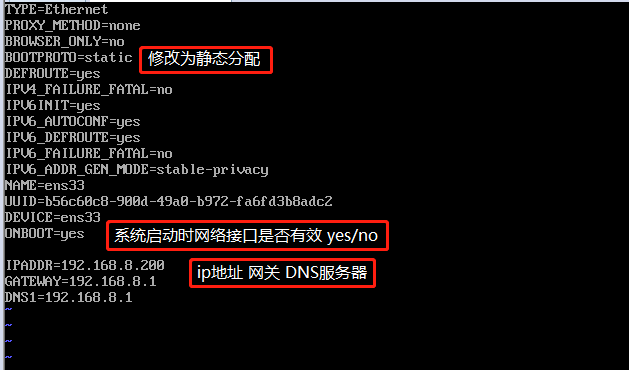 TYPE=Ethernet
PROXY_METHOD=none
BROWSER_ONLY=no
BOOTPROTO=static 修改为静态分配
DEFROUTE=yes
IPV4_FAILURE_FATAL=no
IPV6INIT=yes
IPV6_AUTOCONF=yes
IPV6_DEFROUTE=yes
IPV6_FAILURE_FATAL=no
IPV6_ADDR_GEN_MODE=stable-privacy
NAME=ens33
UUID=b56c60c8-900d-49a0-b972-fa6fd3b8adc2
DEVICE=ens33
ONBOOT=yes 系统启动时网络接口是否有效 yes/no
IPADDR=192.168.8.200 ip地址 网关 DNS服务器
GATEWAY=192.168.8.1
DNS1=192.168.8.1
~
~
~
~